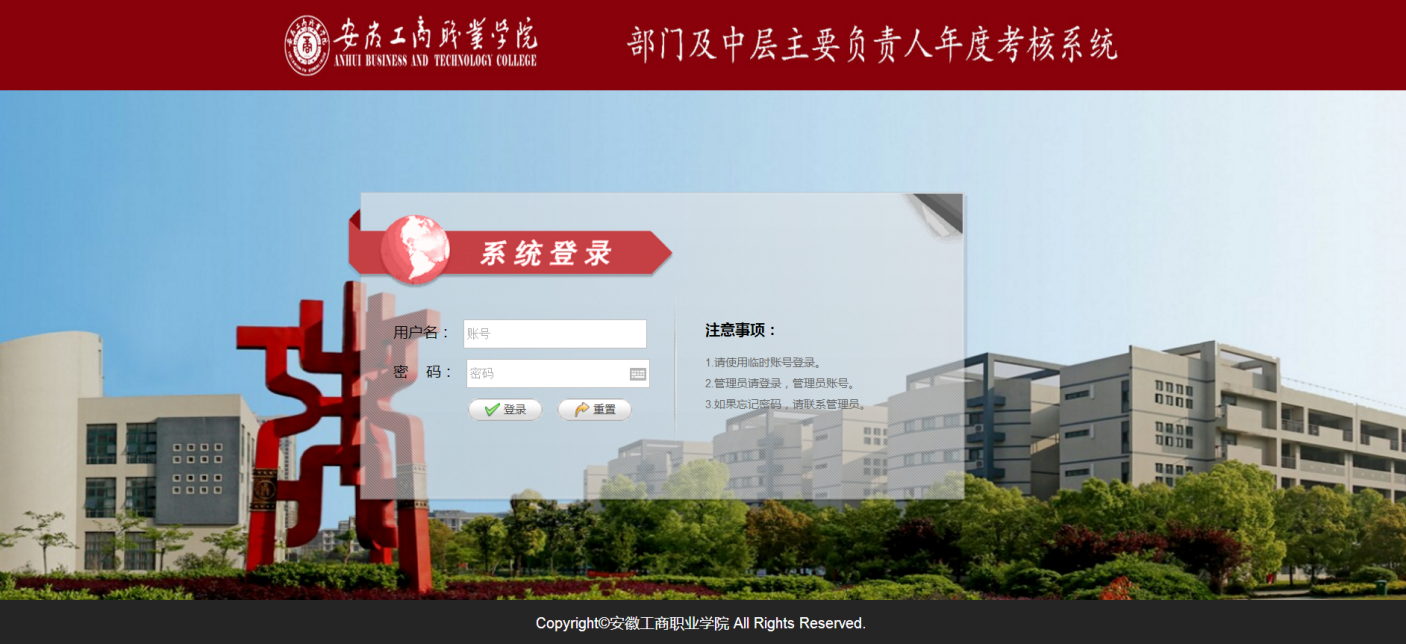 安徽工商职业学院
ANHUI BUSINESS AND TECHNOLOGY COLLEGE
部门及中层主要负责人年度考核系统
系统登录
用户名：
账号
密 码：
密码
登录 重置
注意事项：
1.请使用临时账号登录。
2.管理员请登录，管理员账号。
3.如果忘记密码，请联系管理员。
Copyright©安徽工商职业学院 All Rights Reserved.